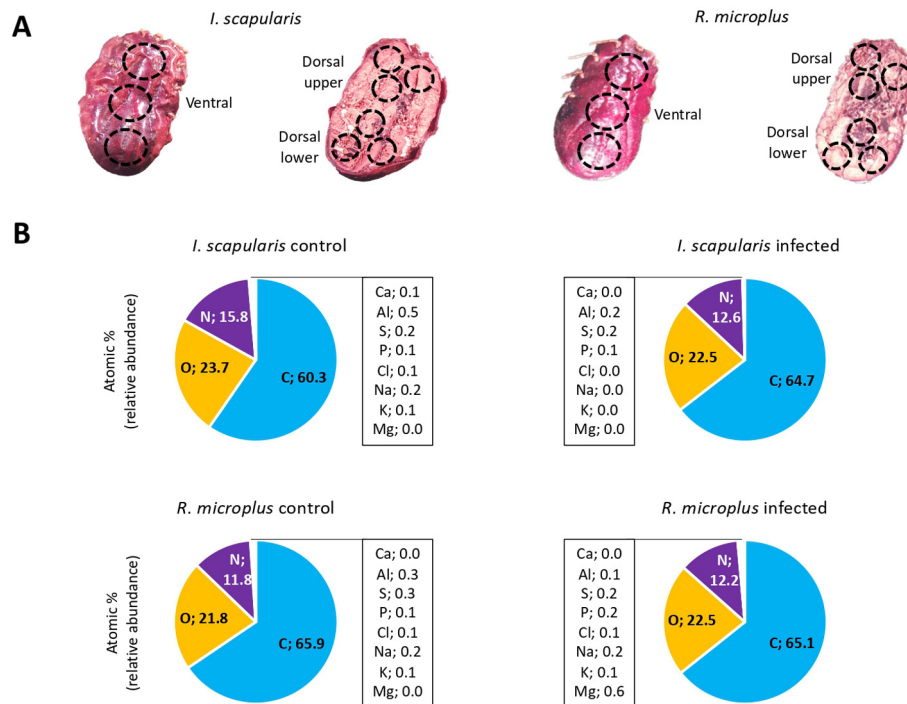 A
I. scapularis
R. microplus
Dorsal
upper
Ventral
Dorsal
lower
Dorsal
upper
Ventral
Dorsal
lower
B
I. scapularis control
I. scapularis infected
Atomic %
(relative abundance)
N; 15.8
O; 23.7
C; 60.3
Ca; 0.1
Al; 0.5
S; 0.2
P; 0.1
Cl; 0.1
Na; 0.2
K; 0.1
Mg; 0.0
Ca; 0.0
Al; 0.2
S; 0.2
P; 0.1
Cl; 0.0
Na; 0.0
K; 0.0
Mg; 0.0
N;
12.6
O; 22.5
C; 64.7
R. microplus control
R. microplus infected
Atomic %
(relative abundance)
N;
11.8
O; 21.8
C; 65.9
Ca; 0.0
Al; 0.3
S; 0.3
P; 0.1
Cl; 0.1
Na; 0.2
K; 0.1
Mg; 0.0
Ca; 0.0
Al; 0.1
S; 0.2
P; 0.2
Cl; 0.1
Na; 0.2
K; 0.1
Mg; 0.6
N;
12.2
O; 22.5
C; 65.1